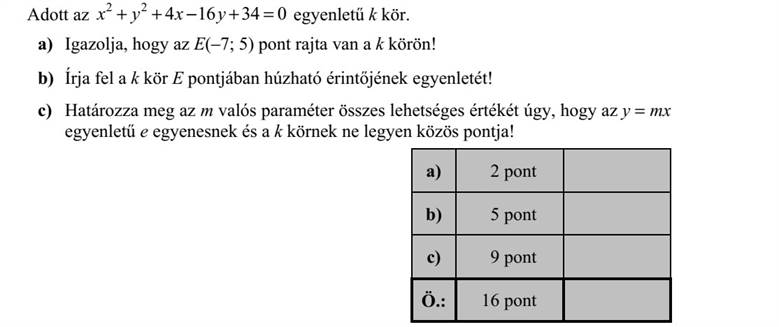 Adott az x² + y² + 4x − 16y + 34 = 0 egyenletű k kör.
a) Igazolja, hogy az E(−7; 5) pont rajta van a k körön!
b) Írja fel a k kör E pontjában húzható érintőjének egyenletét!
c) Határozza meg az m valós paraméter összes lehetséges értékét úgy, hogy az y = mx
egyenletű e egyenesnek és a k körnek ne legyen közös pontja!
a) 2 pont
b) 5 pont
c) 9 pont
Ö.: 16 pont